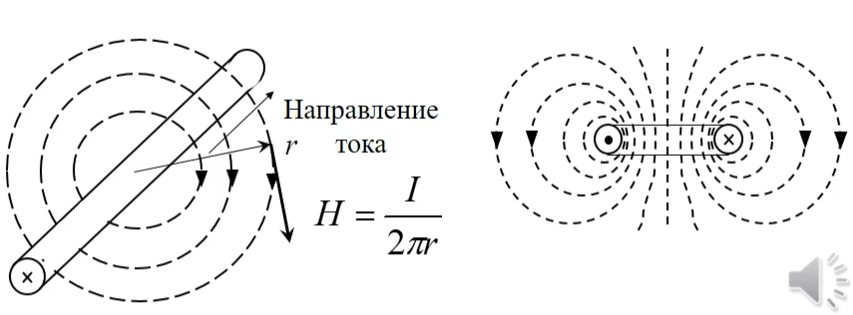 Направление
r тока
H = I / 2πr